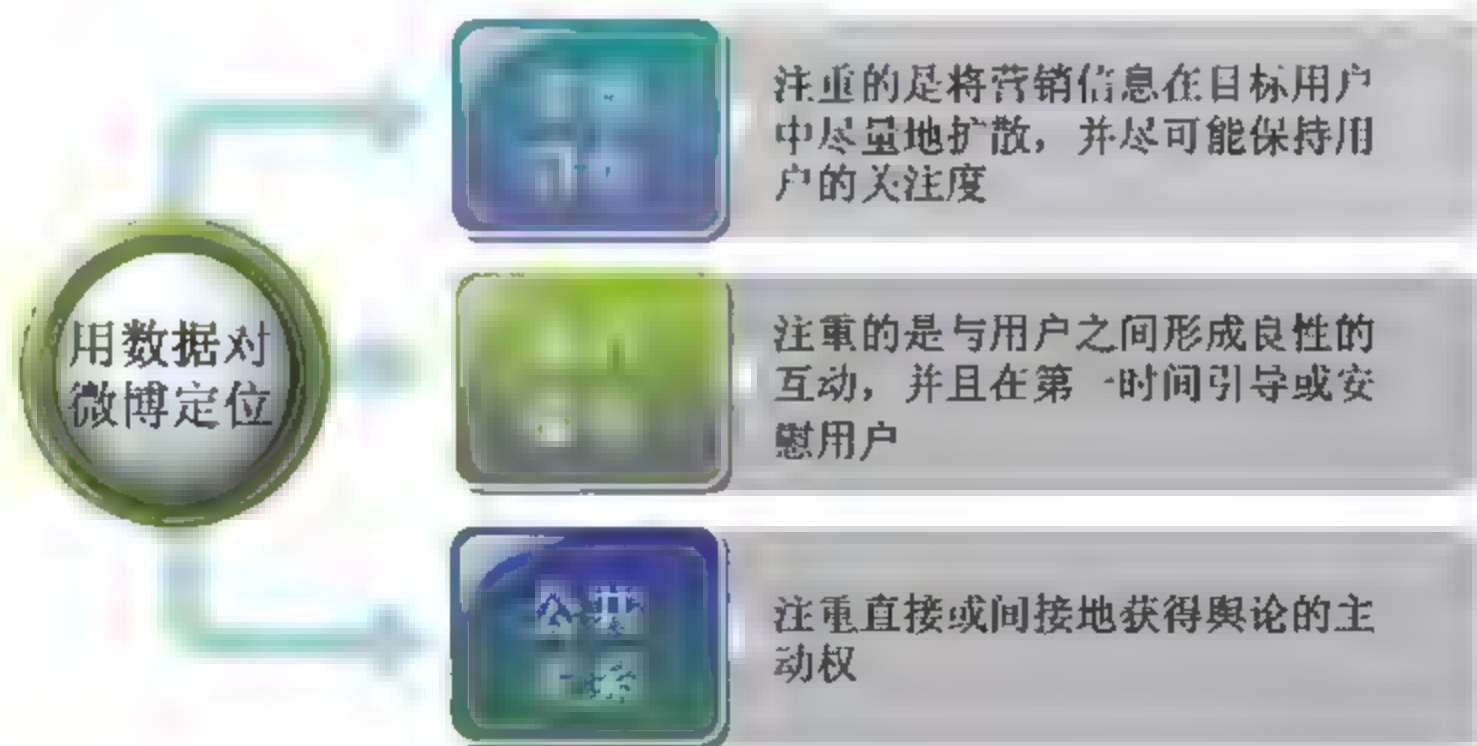 用数据对
微博定位
注重的是将营销信息在目标用户
中尽量地扩散，并尽可能保持用
户的关注度
注重的是与用户之间形成良性的
互动，并且在第一时间引导或安
慰用户
注重直接或间接地获得舆论的主
动权